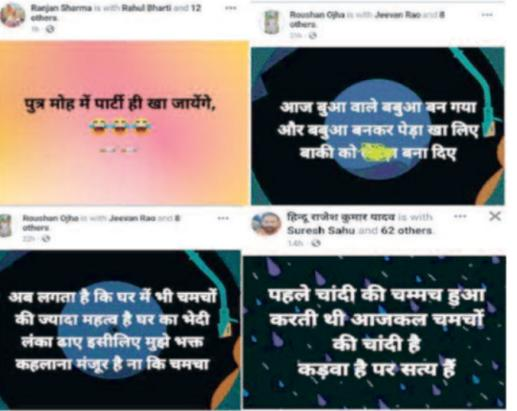 Ranjan Sharma is with Rahul Bharti and 12
others.
1h
पुत्र मोह में पार्टी ही खा जायेंगे,
Roushan Ojha is with Jeevan Rao and 8
others.
आज बुआ वाले बबुआ बन गया
और बबुआ बनकर पेड़ा खा लिए
बाकी को बना दिए
Roushan Ojha is with Jeevan Rao and 8
others.
22h
अब लगता है कि घर में भी चमचों
की ज्यादा महत्व है घर का भेदी
लंका ढाए इसीलिए मुझे भक्त
कहलाना मंजूर है ना कि चमचा
हिन्दू राजेश कुमार यादव is with
Suresh Sahu and 62 others.
14h
पहले चांदी की चम्मच हुआ
करती थी आजकल चमचों
की चांदी है
कड़वा है पर सत्य हैं